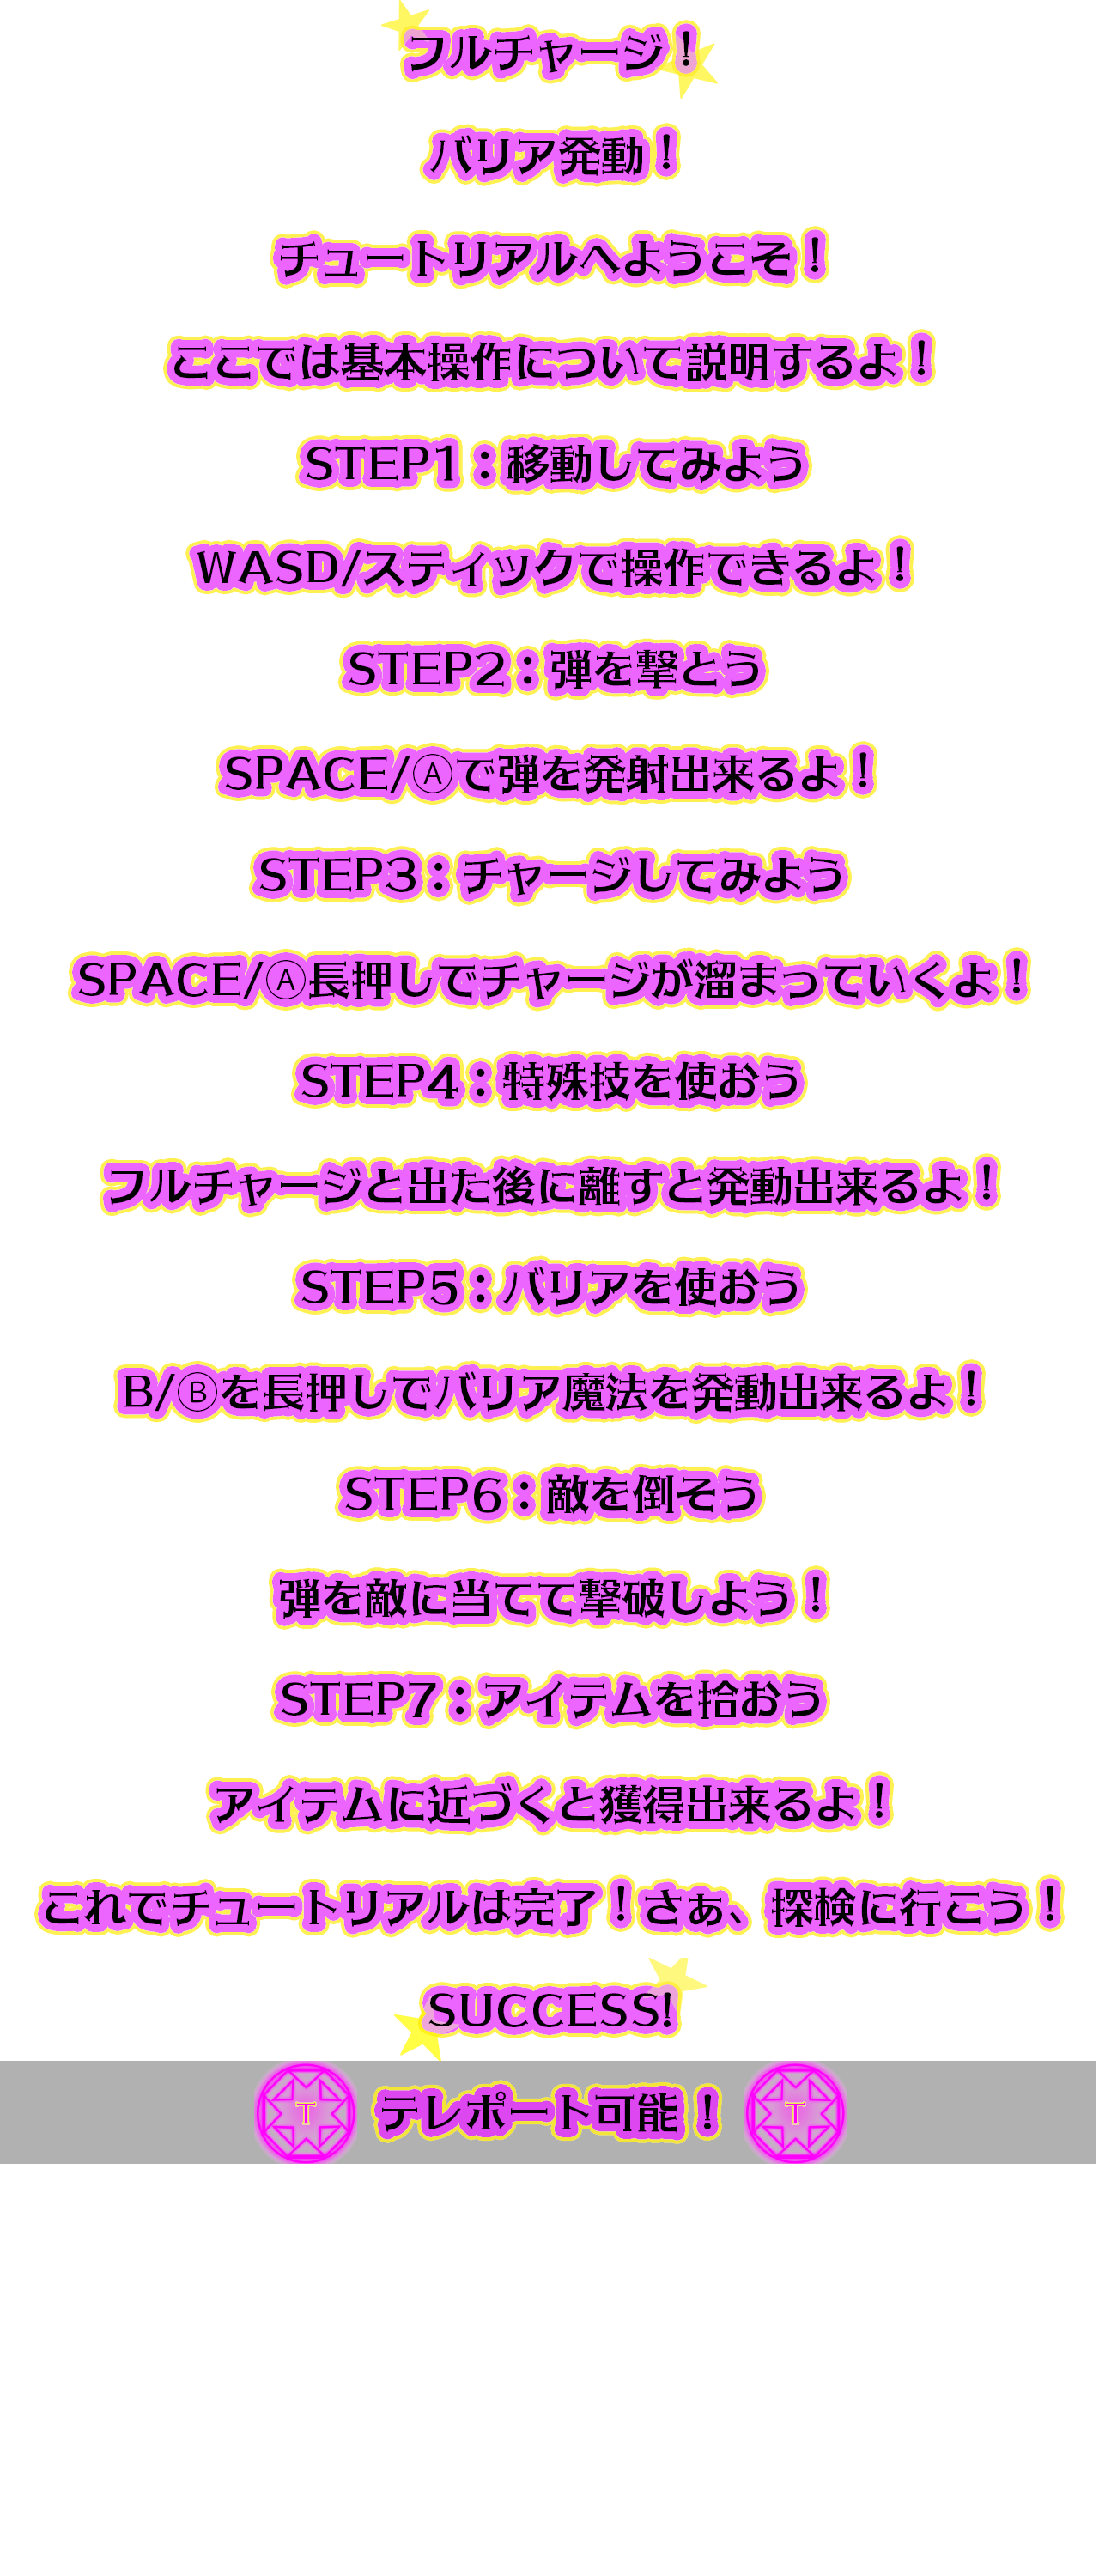 フルチャージ！
バリア発動！
チュートリアルへようこそ！
ここでは基本操作について説明するよ！
STEP1：移動してみよう
WASD/スティックで操作できるよ！
STEP2：弾を撃とう
SPACE/Ⓐで弾を発射出来るよ！
STEP3：チャージしてみよう
SPACE/Ⓐ長押しでチャージが溜まっていくよ！
STEP4：特殊技を使おう
フルチャージと出た後に離すと発動出来るよ！
STEP5：バリアを使おう
B/Ⓑを長押しでバリア魔法を発動出来るよ！
STEP6：敵を倒そう
弾を敵に当てて撃破しよう！
STEP7：アイテムを拾おう
アイテムに近づくと獲得出来るよ！
これでチュートリアルは完了！さぁ、探検に行こう！
SUCCESS!
T テレポート可能！ T